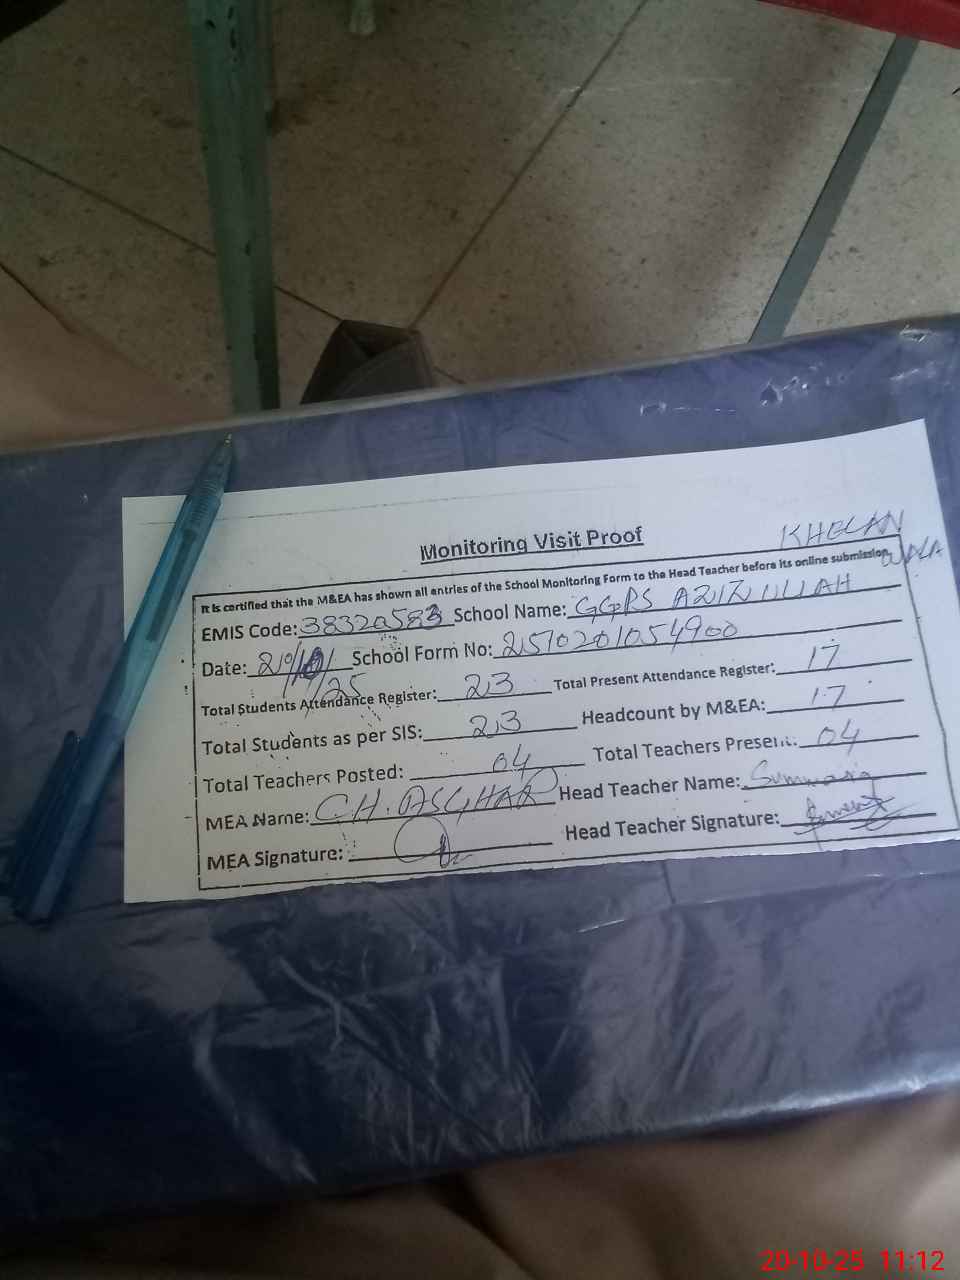 Monitoring Visit Proof
KHOLAN WALA
It is certified that the M&EA has shown all entries of the School Monitoring Form to the Head Teacher before its online submission.
EMIS Code: 38320583 School Name: GGPS AZIZ ULLAH
Date: School Form No: 2510201054900
Total Students Attendance Register: 23 Total Present Attendance Register: 17
Total Students as per SIS: 23 Headcount by M&EA: 17
Total Teachers Posted: 04 Total Teachers Present: 04
MEA Name: CH. ASGHAR Head Teacher Name:
MEA Signature: Head Teacher Signature:
20-10-25 11:12